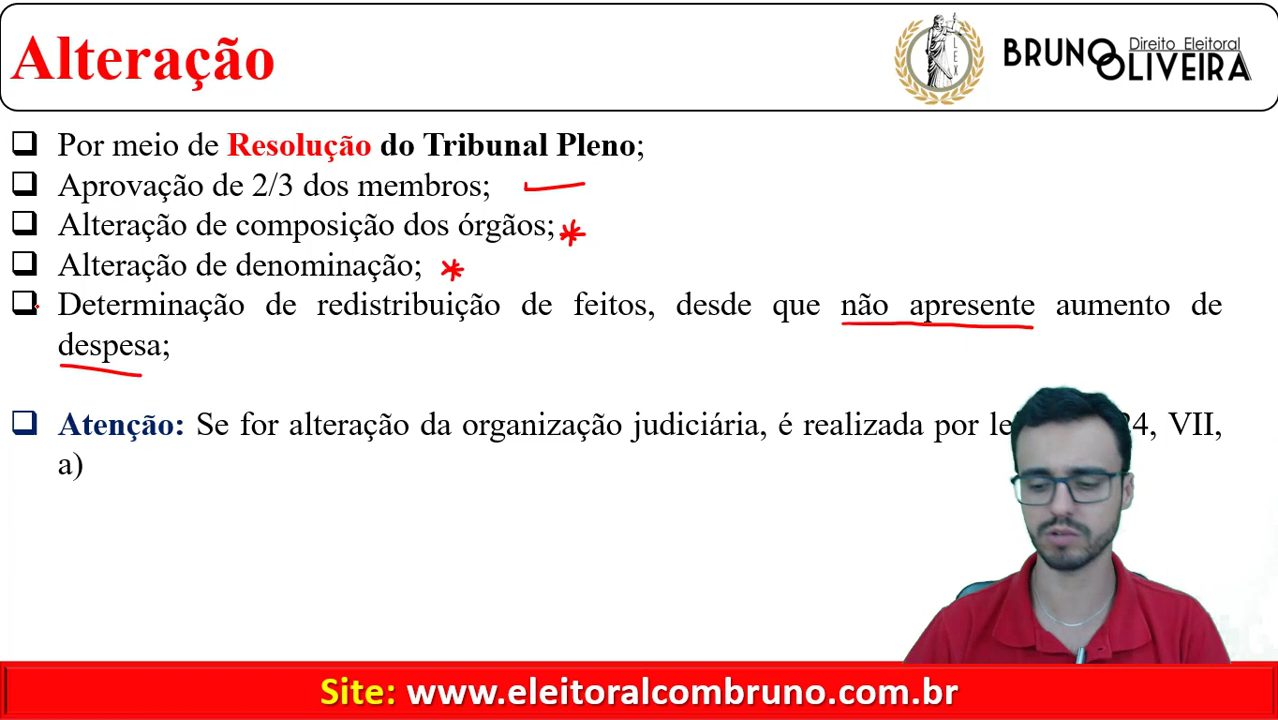 Alteração
LEX
BRUNO OLIVEIRA
Direito Eleitoral
❑ Por meio de Resolução do Tribunal Pleno;
❑ Aprovação de 2/3 dos membros;
❑ Alteração de composição dos órgãos;
❑ Alteração de denominação;
❑ Determinação de redistribuição de feitos, desde que não apresente aumento de
despesa;
❑ Atenção: Se for alteração da organização judiciária, é realizada por 24, VII,
a)
Site: www.eleitoralcombruno.com.br